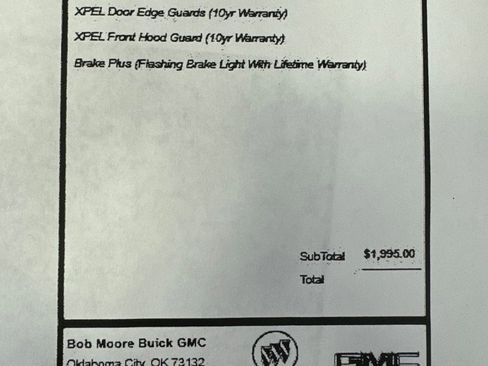 XPEL Door Edge Guards (10yr Warranty)
XPEL Front Hood Guard (10yr Warranty)
Brake Plus (Flashing Brake Light With Lifetime Warranty)
SubTotal $1,995.00
Total
Bob Moore Buick GMC
Oklahoma City, OK 73132
GMC